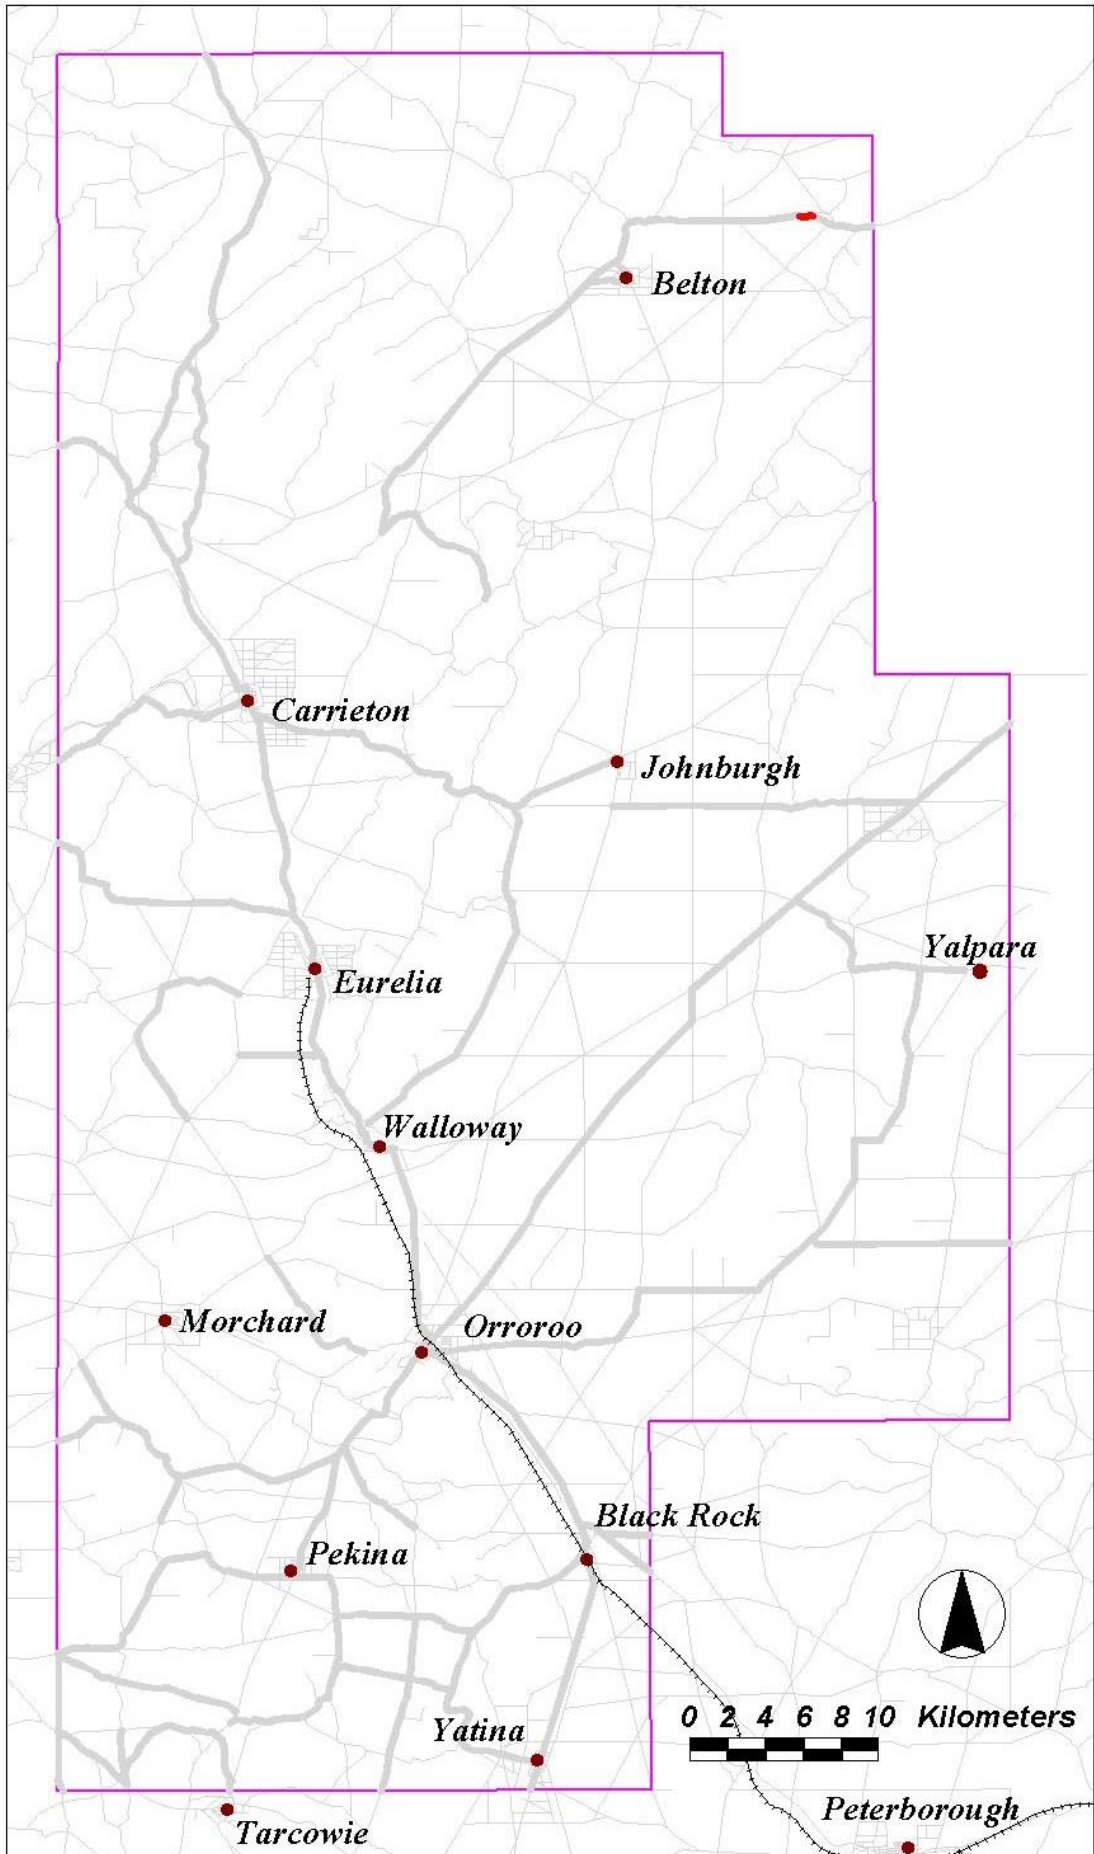 Belton
Carrieton
Johnburgh
Yalpara
Eurelia
Walloway
Morchard
Orroroo
Black Rock
Pekina
0 2 4 6 8 10 Kilometers
Yatina
Peterborough
Tarcowie